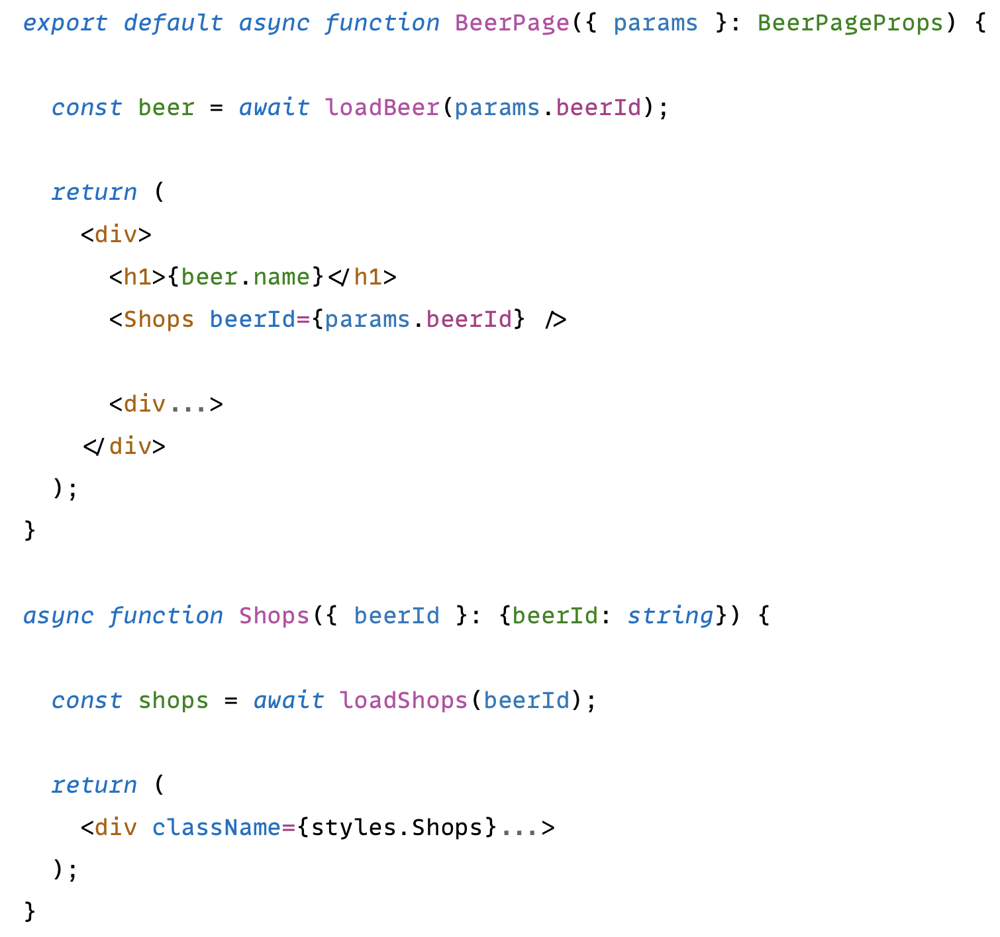 export default async function BeerPage({ params }: BeerPageProps) {
const beer = await loadBeer(params.beerId);
return (
<div>
<h1>{beer.name}</h1>
<Shops beerId={params.beerId} />
<div...>
</div>
);
}
async function Shops({ beerId }: {beerId: string}) {
const shops = await loadShops(beerId);
return (
<div className={styles.Shops}...>
);
}